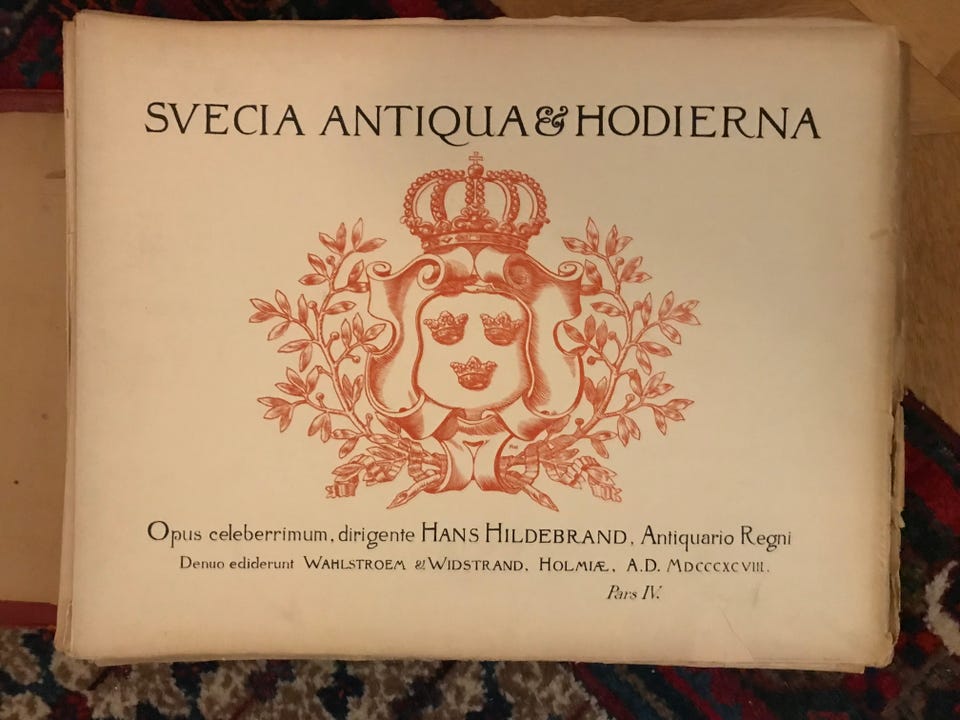 SVECIA ANTIQUA & HODIERNA
Opus celeberrimum, dirigente HANS HILDEBRAND, Antiquario Regni
Denuo ediderunt WAHLSTROEM & WIDSTRAND. HOLMIÆ, A.D. MDCCCXCVIII.
Pars IV.